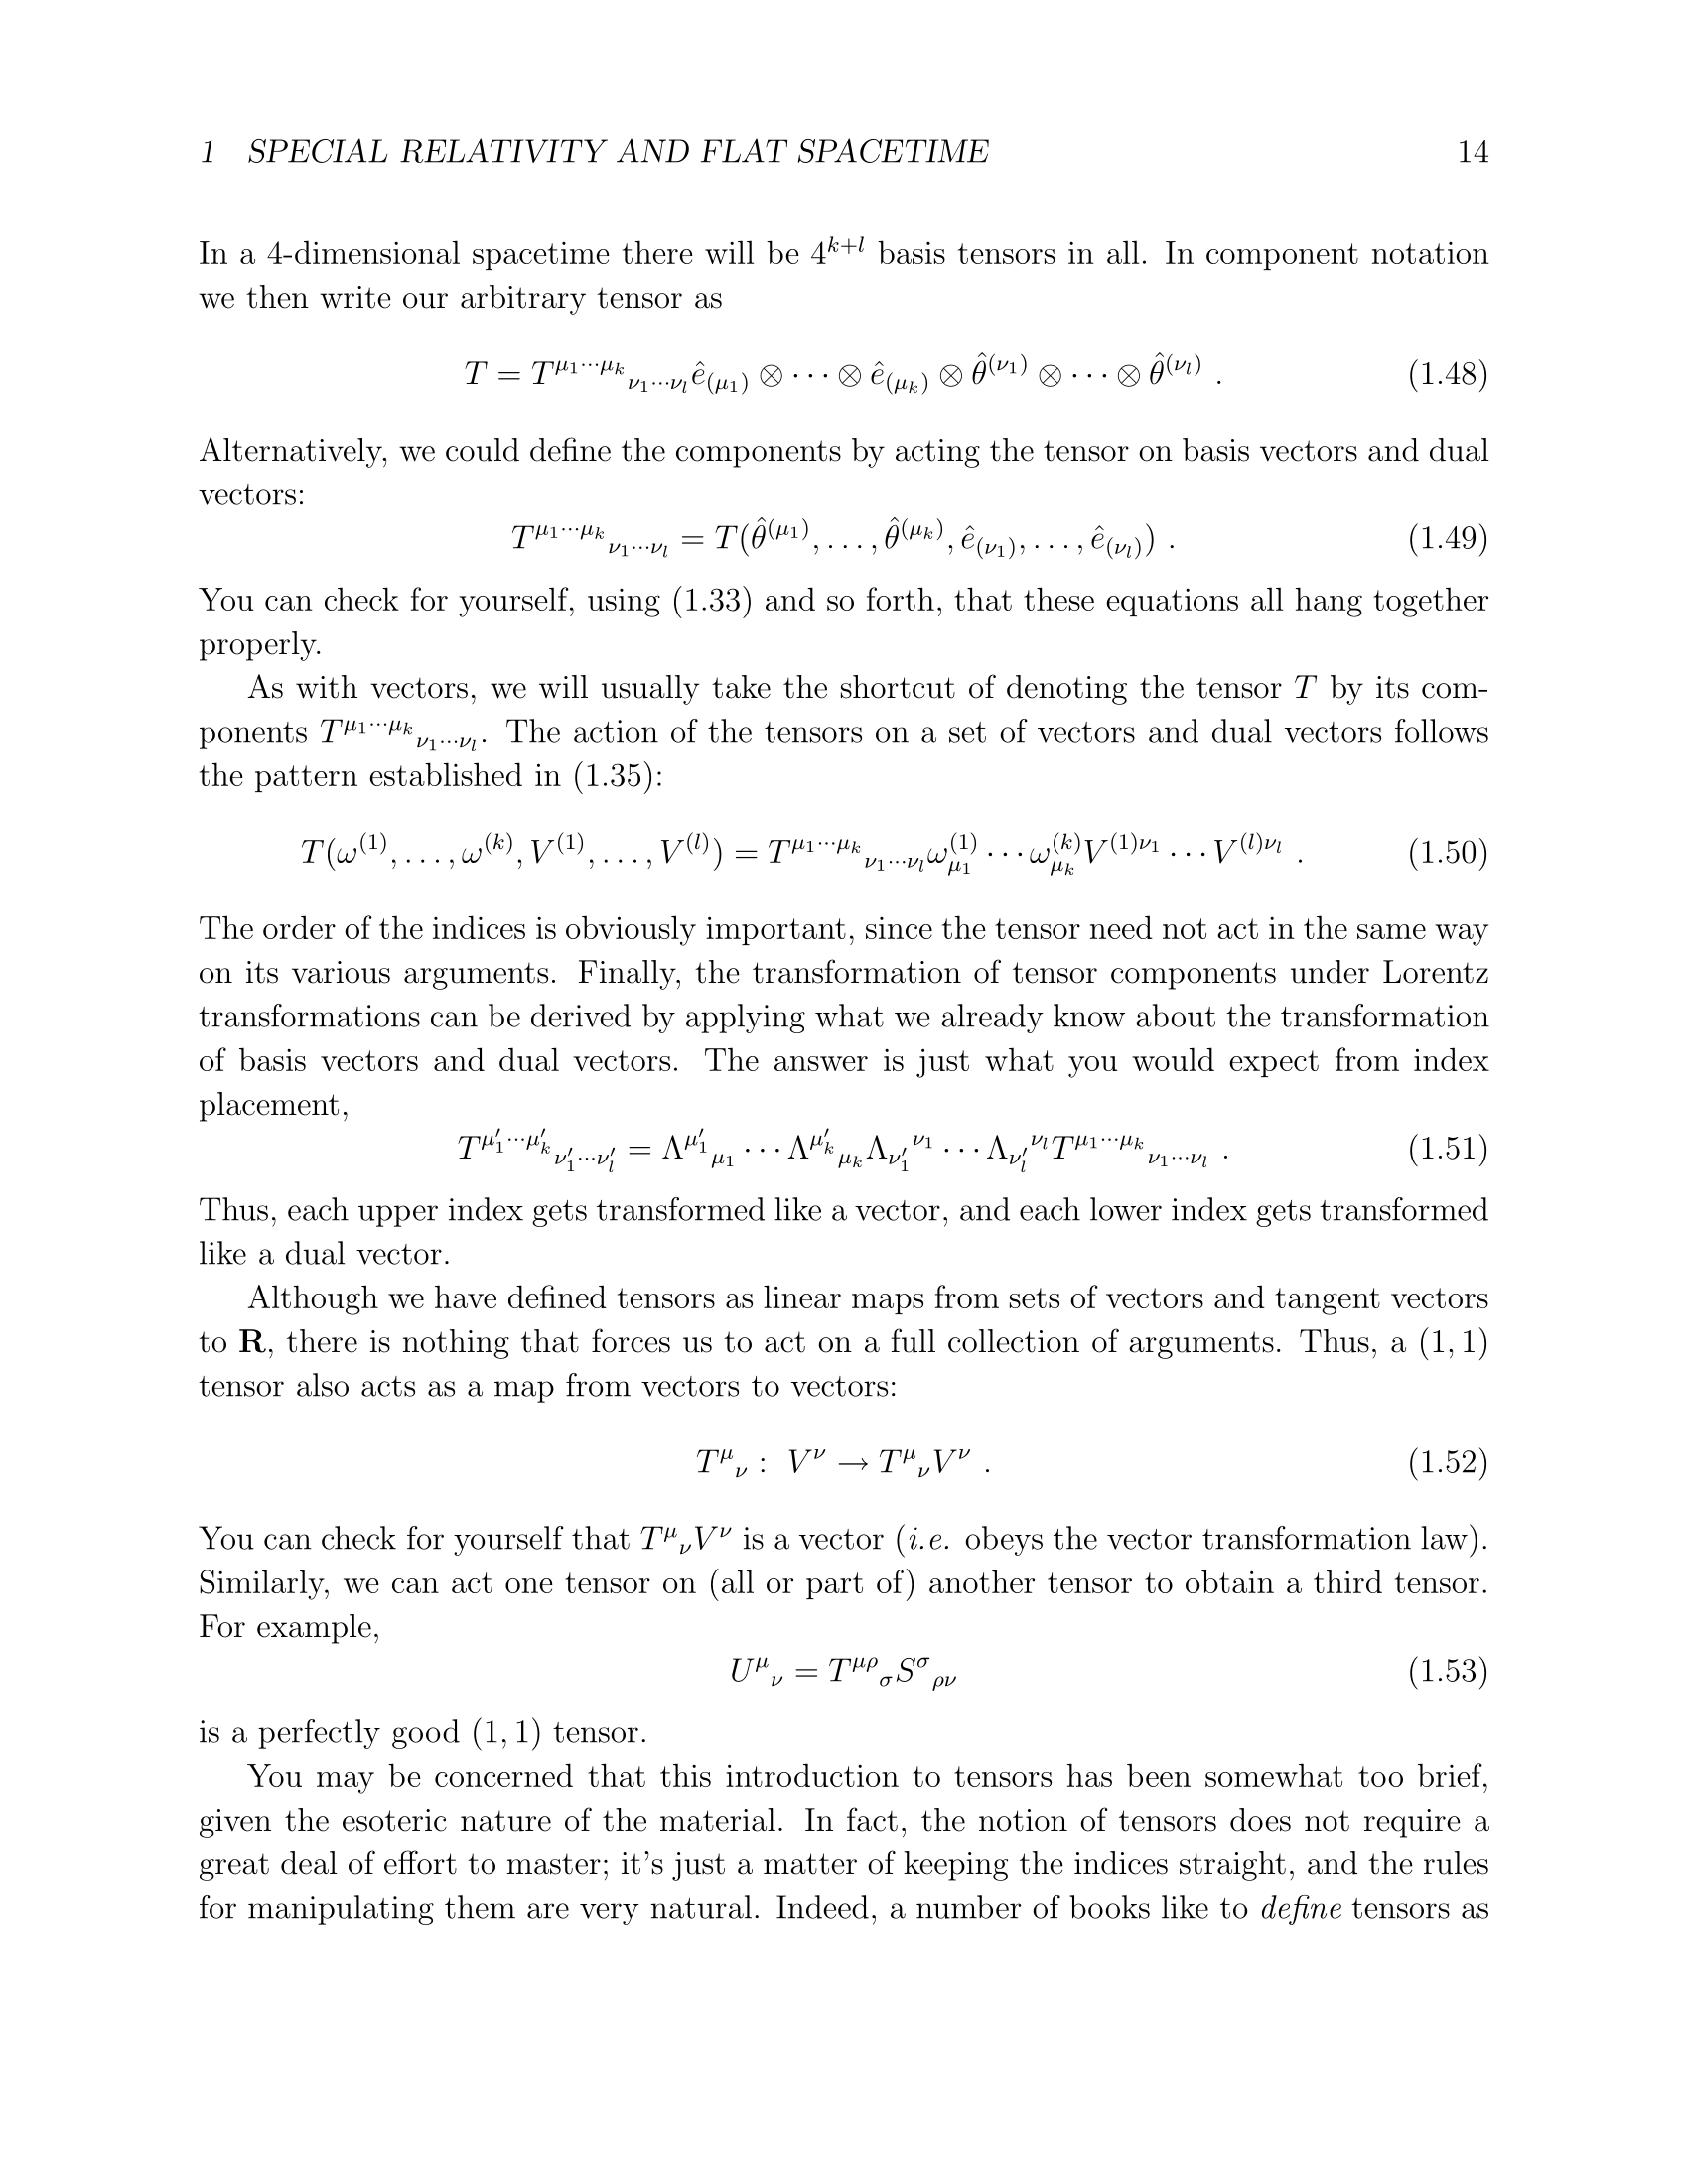 1 SPECIAL RELATIVITY AND FLAT SPACETIME 14
In a 4-dimensional spacetime there will be $4^{k+l}$ basis tensors in all. In component notation
we then write our arbitrary tensor as
$T = T^{\mu_1\cdots\mu_k}{}_{\nu_1\cdots\nu_l}\hat{e}_{(\mu_1)} \otimes \cdots \otimes \hat{e}_{(\mu_k)} \otimes \hat{\theta}^{(\nu_1)} \otimes \cdots \otimes \hat{\theta}^{(\nu_l)}$ . (1.48)
Alternatively, we could define the components by acting the tensor on basis vectors and dual
vectors:
$T^{\mu_1\cdots\mu_k}{}_{\nu_1\cdots\nu_l} = T(\hat{\theta}^{(\mu_1)}, \ldots, \hat{\theta}^{(\mu_k)}, \hat{e}_{(\nu_1)}, \ldots, \hat{e}_{(\nu_l)})$ . (1.49)
You can check for yourself, using (1.33) and so forth, that these equations all hang together
properly.
As with vectors, we will usually take the shortcut of denoting the tensor $T$ by its com-
ponents $T^{\mu_1\cdots\mu_k}{}_{\nu_1\cdots\nu_l}$. The action of the tensors on a set of vectors and dual vectors follows
the pattern established in (1.35):
$T(\omega^{(1)}, \ldots, \omega^{(k)}, V^{(1)}, \ldots, V^{(l)}) = T^{\mu_1\cdots\mu_k}{}_{\nu_1\cdots\nu_l}\omega^{(1)}_{\mu_1} \cdots \omega^{(k)}_{\mu_k} V^{(1)\nu_1} \cdots V^{(l)\nu_l}$ . (1.50)
The order of the indices is obviously important, since the tensor need not act in the same way
on its various arguments. Finally, the transformation of tensor components under Lorentz
transformations can be derived by applying what we already know about the transformation
of basis vectors and dual vectors. The answer is just what you would expect from index
placement,
$T^{\mu'_1\cdots\mu'_k}{}_{\nu'_1\cdots\nu'_l} = \Lambda^{\mu'_1}{}_{\mu_1} \cdots \Lambda^{\mu'_k}{}_{\mu_k} \Lambda_{\nu'_1}{}^{\nu_1} \cdots \Lambda_{\nu'_l}{}^{\nu_l} T^{\mu_1\cdots\mu_k}{}_{\nu_1\cdots\nu_l}$ . (1.51)
Thus, each upper index gets transformed like a vector, and each lower index gets transformed
like a dual vector.
Although we have defined tensors as linear maps from sets of vectors and tangent vectors
to $\mathbf{R}$, there is nothing that forces us to act on a full collection of arguments. Thus, a (1, 1)
tensor also acts as a map from vectors to vectors:
$T^{\mu}{}_{\nu} : \ V^{\nu} \to T^{\mu}{}_{\nu} V^{\nu}$ . (1.52)
You can check for yourself that $T^{\mu}{}_{\nu} V^{\nu}$ is a vector (i.e. obeys the vector transformation law).
Similarly, we can act one tensor on (all or part of) another tensor to obtain a third tensor.
For example,
$U^{\mu}{}_{\nu} = T^{\mu\rho}{}_{\sigma} S^{\sigma}{}_{\rho\nu}$ (1.53)
is a perfectly good (1, 1) tensor.
You may be concerned that this introduction to tensors has been somewhat too brief,
given the esoteric nature of the material. In fact, the notion of tensors does not require a
great deal of effort to master; it's just a matter of keeping the indices straight, and the rules
for manipulating them are very natural. Indeed, a number of books like to define tensors as